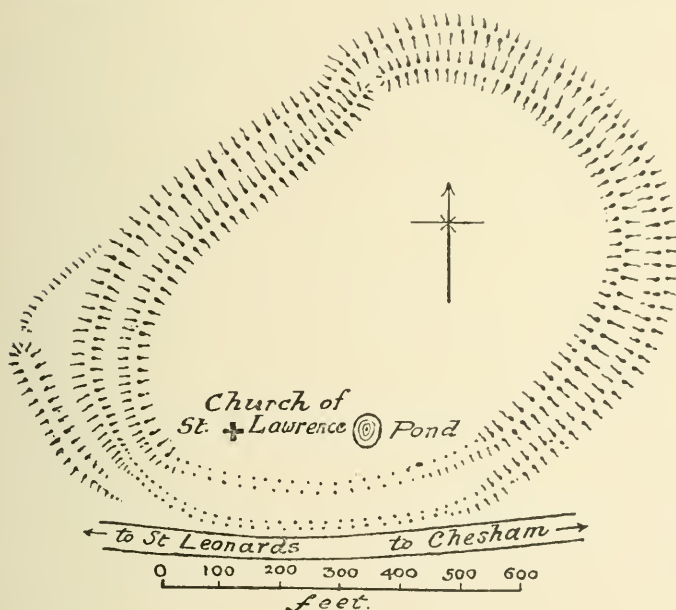 Church of
St. Lawrence Pond
to St Leonards to Chesham
0 100 200 300 400 500 600
feet.